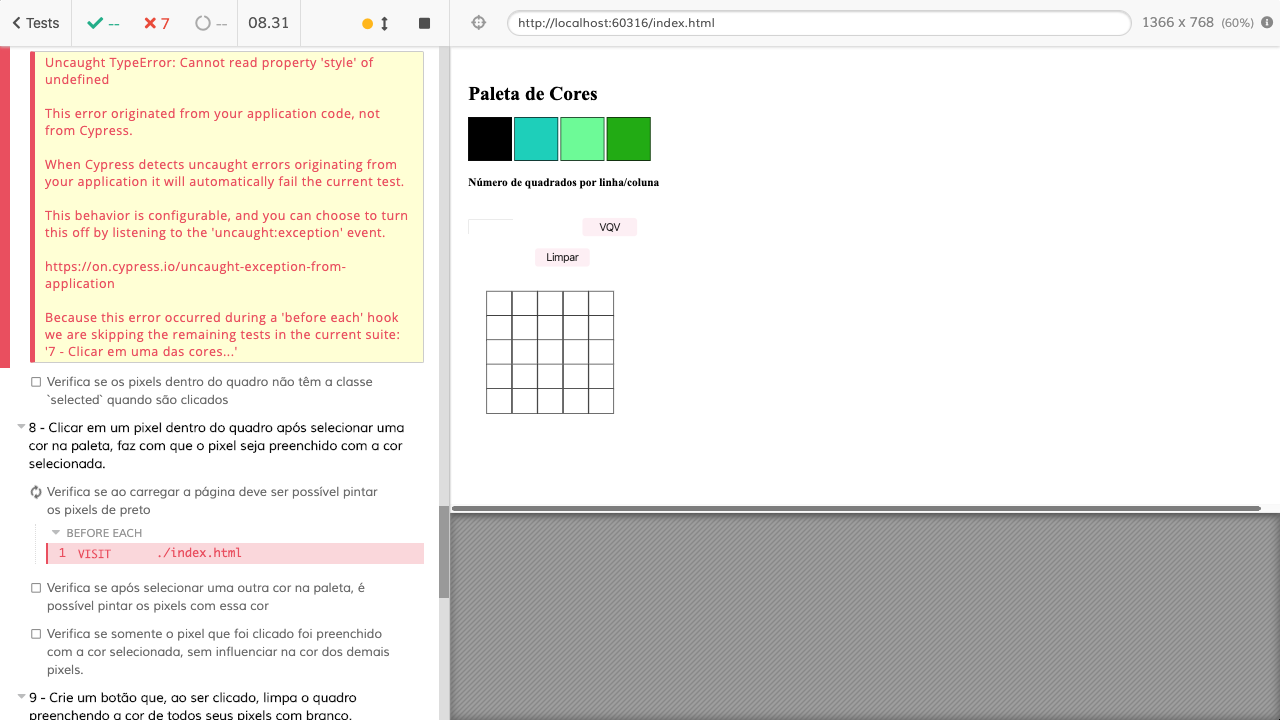 Tests
--
7
--
08.31
http://localhost:60316/index.html
1366 x 768 (60%)
Uncaught TypeError: Cannot read property 'style' of
undefined
This error originated from your application code, not
from Cypress.
When Cypress detects uncaught errors originating from
your application it will automatically fail the current test.
This behavior is configurable, and you can choose to turn
this off by listening to the 'uncaught:exception' event.
https://on.cypress.io/uncaught-exception-from-
application
Because this error occurred during a 'before each' hook
we are skipping the remaining tests in the current suite:
'7 - Clicar em uma das cores...'
Verifica se os pixels dentro do quadro não têm a classe
`selected` quando são clicados
8 - Clicar em um pixel dentro do quadro após selecionar uma
cor na paleta, faz com que o pixel seja preenchido com a cor
selecionada.
Verifica se ao carregar a página deve ser possível pintar
os pixels de preto
BEFORE EACH
1 VISIT ./index.html
Verifica se após selecionar uma outra cor na paleta, é
possível pintar os pixels com essa cor
Verifica se somente o pixel que foi clicado foi preenchido
com a cor selecionada, sem influenciar na cor dos demais
pixels.
9 - Crie um botão que, ao ser clicado, limpa o quadro
preenchendo a cor de todos seus pixels com branco.
Paleta de Cores
Número de quadrados por linha/coluna
VQV
Limpar